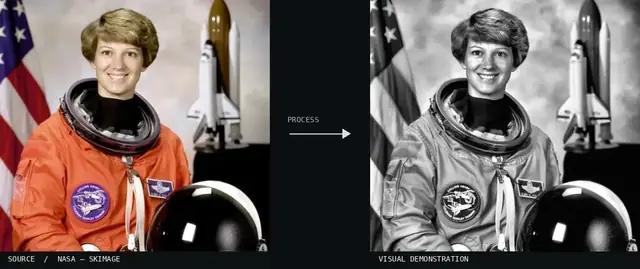 PROCESS
SOURCE / NASA — SKIMAGE
VISUAL DEMONSTRATION